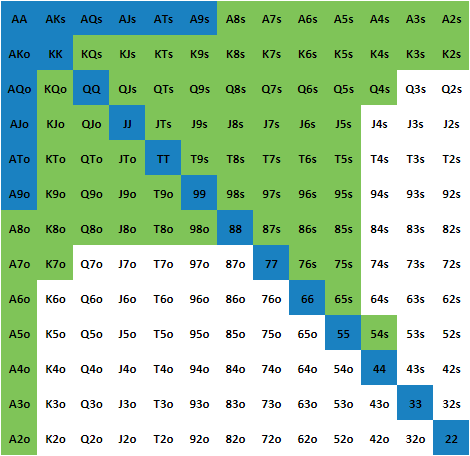 AA AKs AQs AJs ATs A9s A8s A7s A6s A5s A4s A3s A2s
AKo KK KQs KJs KTs K9s K8s K7s K6s K5s K4s K3s K2s
AQo KQo QQ QJs QTs Q9s Q8s Q7s Q6s Q5s Q4s Q3s Q2s
AJo KJo QJo JJ JTs J9s J8s J7s J6s J5s J4s J3s J2s
ATo KTo QTo JTo TT T9s T8s T7s T6s T5s T4s T3s T2s
A9o K9o Q9o J9o T9o 99 98s 97s 96s 95s 94s 93s 92s
A8o K8o Q8o J8o T8o 98o 88 87s 86s 85s 84s 83s 82s
A7o K7o Q7o J7o T7o 97o 87o 77 76s 75s 74s 73s 72s
A6o K6o Q6o J6o T6o 96o 86o 76o 66 65s 64s 63s 62s
A5o K5o Q5o J5o T5o 95o 85o 75o 65o 55 54s 53s 52s
A4o K4o Q4o J4o T4o 94o 84o 74o 64o 54o 44 43s 42s
A3o K3o Q3o J3o T3o 93o 83o 73o 63o 53o 43o 33 32s
A2o K2o Q2o J2o T2o 92o 82o 72o 62o 52o 42o 32o 22